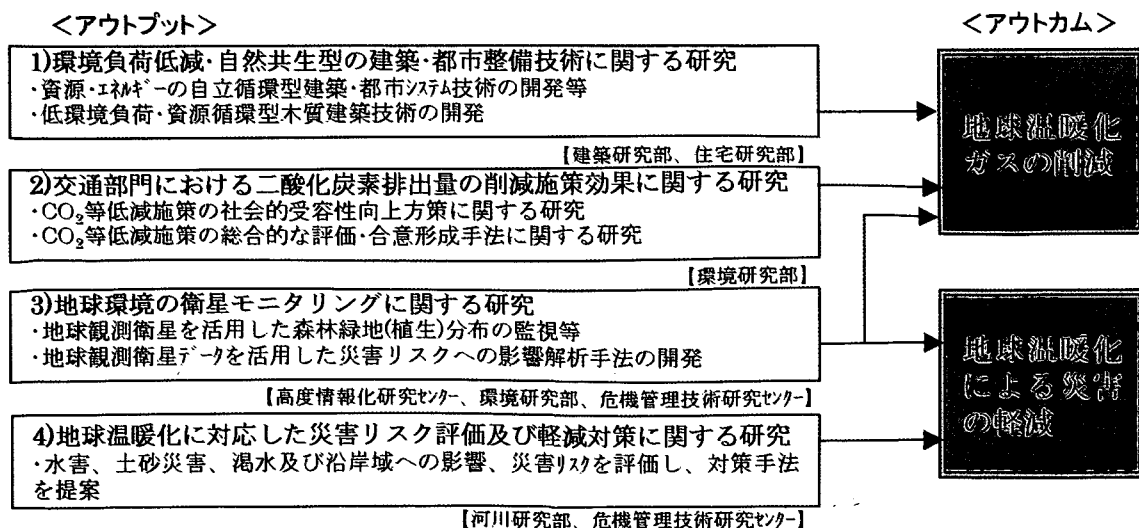 ＜アウトプット＞
＜アウトカム＞
1)環境負荷低減･自然共生型の建築･都市整備技術に関する研究
･資源･ｴﾈﾙｷﾞｰの自立循環型建築･都市ｼｽﾃﾑ技術の開発等
･低環境負荷･資源循環型木質建築技術の開発
【建築研究部、住宅研究部】
2)交通部門における二酸化炭素排出量の削減施策効果に関する研究
･CO₂等低減施策の社会的受容性向上方策に関する研究
･CO₂等低減施策の総合的な評価･合意形成手法に関する研究
【環境研究部】
3)地球環境の衛星モニタリングに関する研究
･地球観測衛星を活用した森林緑地(植生)分布の監視等
･地球観測衛星ﾃﾞｰﾀを活用した災害リスクへの影響解析手法の開発
【高度情報化研究ｾﾝﾀｰ、環境研究部、危機管理技術研究ｾﾝﾀｰ】
4)地球温暖化に対応した災害リスク評価及び軽減対策に関する研究
･水害、土砂災害、渇水及び沿岸域への影響、災害ﾘｽｸを評価し、対策手法
を提案
【河川研究部、危機管理技術研究ｾﾝﾀｰ】
地球温暖化
ガスの削減
地球温暖化
による災害
の軽減